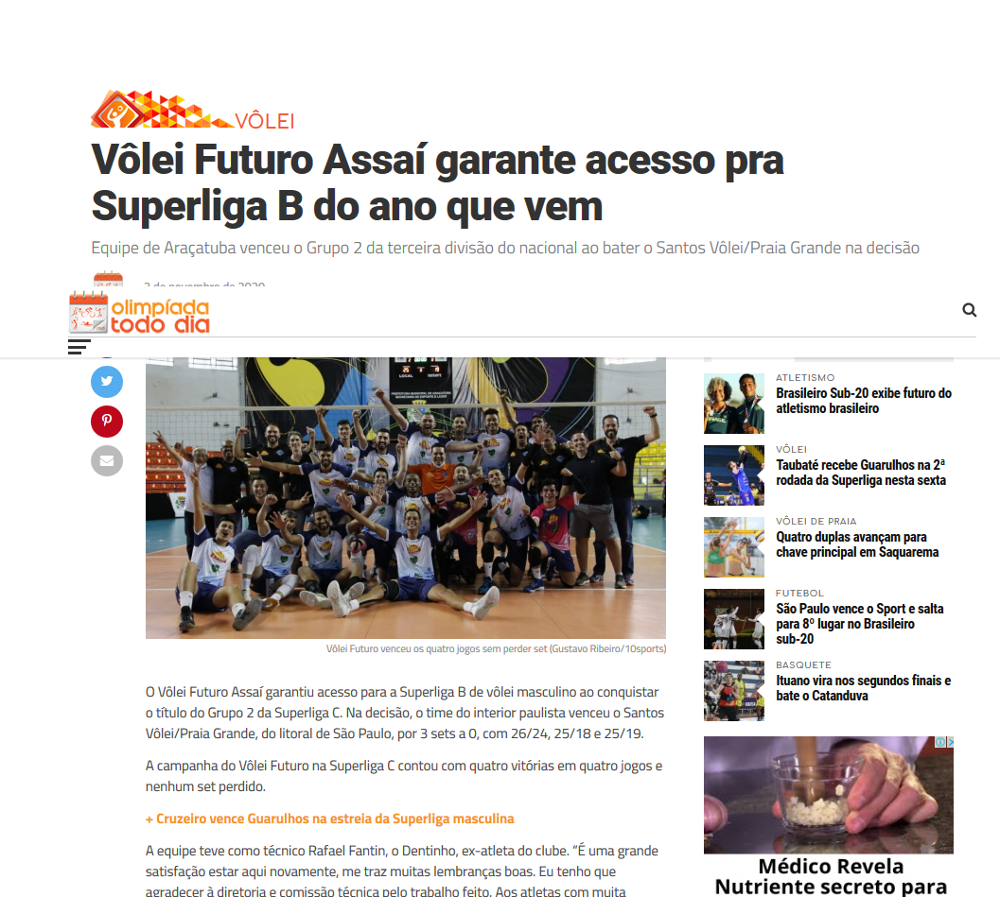 VÔLEI
Vôlei Futuro Assaí garante acesso pra
Superliga B do ano que vem
Equipe de Araçatuba venceu o Grupo 2 da terceira divisão do nacional ao bater o Santos Vôlei/Praia Grande na decisão
2 de novembro de 2020
olimpíada
todo dia
LOCAL
PREFEITURA MUNICIPAL DE ARAÇATUBA
SECRETARIA DE ESPORTE E LAZER
Vôlei Futuro venceu os quatro jogos sem perder set (Gustavo Ribeiro/10sports)
O Vôlei Futuro Assaí garantiu acesso para a Superliga B de vôlei masculino ao conquistar
o título do Grupo 2 da Superliga C. Na decisão, o time do interior paulista venceu o Santos
Vôlei/Praia Grande, do litoral de São Paulo, por 3 sets a 0, com 26/24, 25/18 e 25/19.
A campanha do Vôlei Futuro na Superliga C contou com quatro vitórias em quatro jogos e
nenhum set perdido.
+ Cruzeiro vence Guarulhos na estreia da Superliga masculina
A equipe teve como técnico Rafael Fantin, o Dentinho, ex-atleta do clube. “É uma grande
satisfação estar aqui novamente, me traz muitas lembranças boas. Eu tenho que
agradecer à diretoria e comissão técnica pelo trabalho feito. Aos atletas com muita
ATLETISMO
Brasileiro Sub-20 exibe futuro do
atletismo brasileiro
VÔLEI
Taubaté recebe Guarulhos na 2ª
rodada da Superliga nesta sexta
VÔLEI DE PRAIA
Quatro duplas avançam para
chave principal em Saquarema
FUTEBOL
São Paulo vence o Sport e salta
para 8º lugar no Brasileiro
sub-20
BASQUETE
Ituano vira nos segundos finais e
bate o Catanduva
Médico Revela
Nutriente secreto para